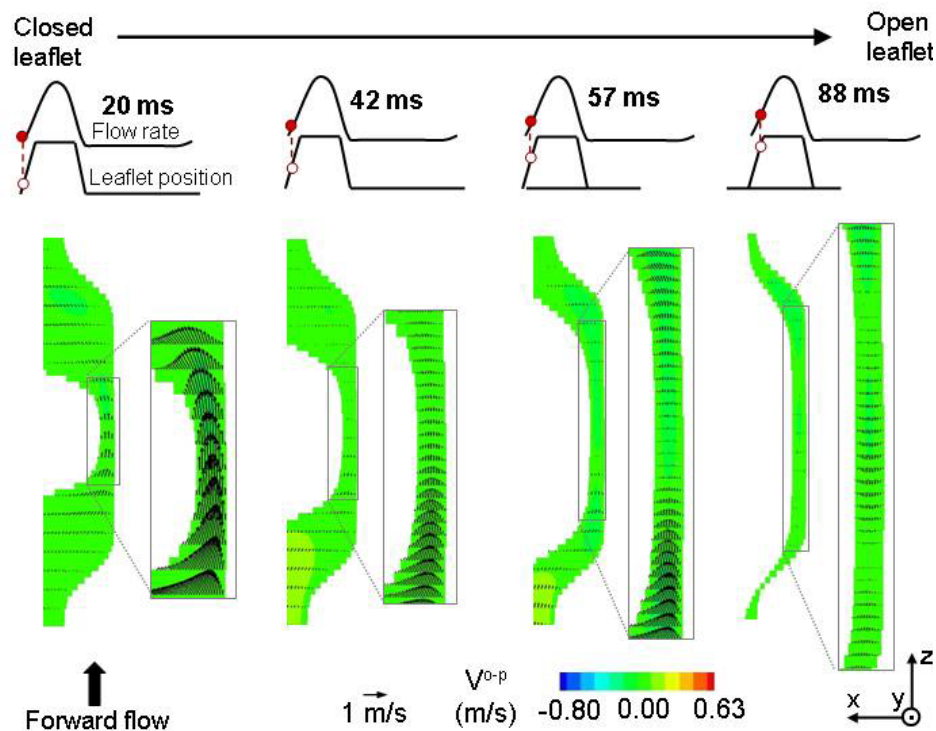 Closed
leaflet
Open
leaflet
20 ms
42 ms
57 ms
88 ms
Flow rate
Leaflet position
Forward flow
1 m/s
V^o-p
(m/s)
-0.80 0.00 0.63
z
x
y